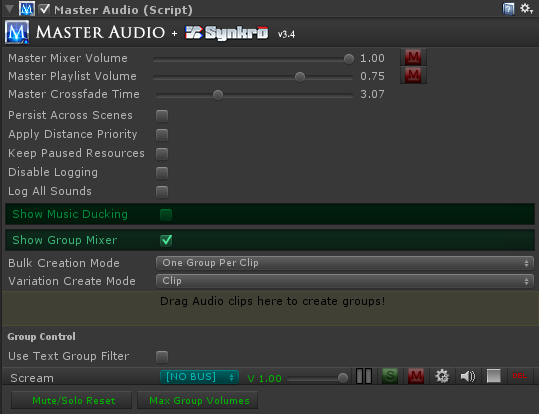 Master Audio (Script)
MASTER AUDIO + SynkrO v3.4
Master Mixer Volume 1.00 M
Master Playlist Volume 0.75 M
Master Crossfade Time 3.07
Persist Across Scenes
Apply Distance Priority
Keep Paused Resources
Disable Logging
Log All Sounds
Show Music Ducking
Show Group Mixer
Bulk Creation Mode One Group Per Clip
Variation Create Mode Clip
Drag Audio clips here to create groups!
Group Control
Use Text Group Filter
Scream [NO BUS] V 1.00 S M
Mute/Solo Reset Max Group Volumes